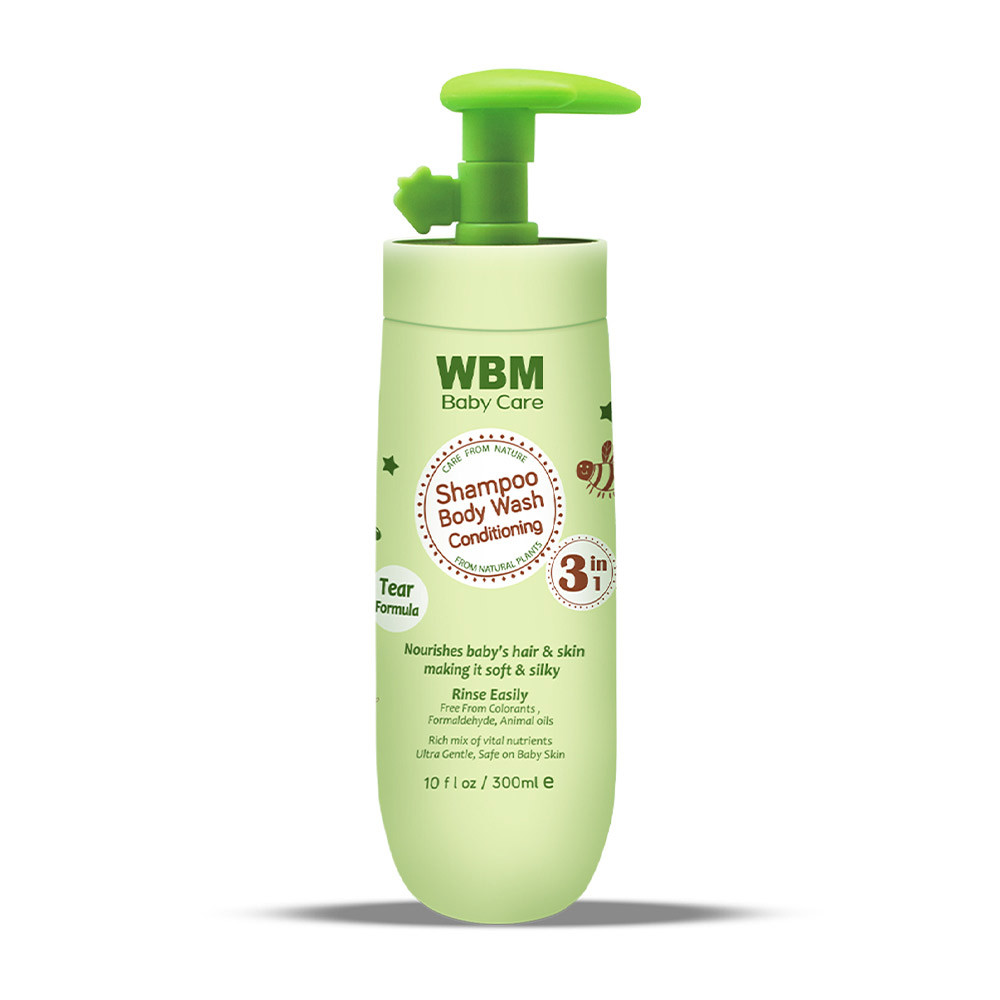 WBM
Baby Care
CARE FROM NATURE
Shampoo
Body Wash
Conditioning
FROM NATURAL PLANTS
3 in 1
Tear
Formula
Nourishes baby's hair & skin
making it soft & silky
Rinse Easily
Free From Colorants ,
Formaldehyde, Animal oils
Rich mix of vital nutrients
Ultra Gentle, Safe on Baby Skin
10 fl oz / 300ml e